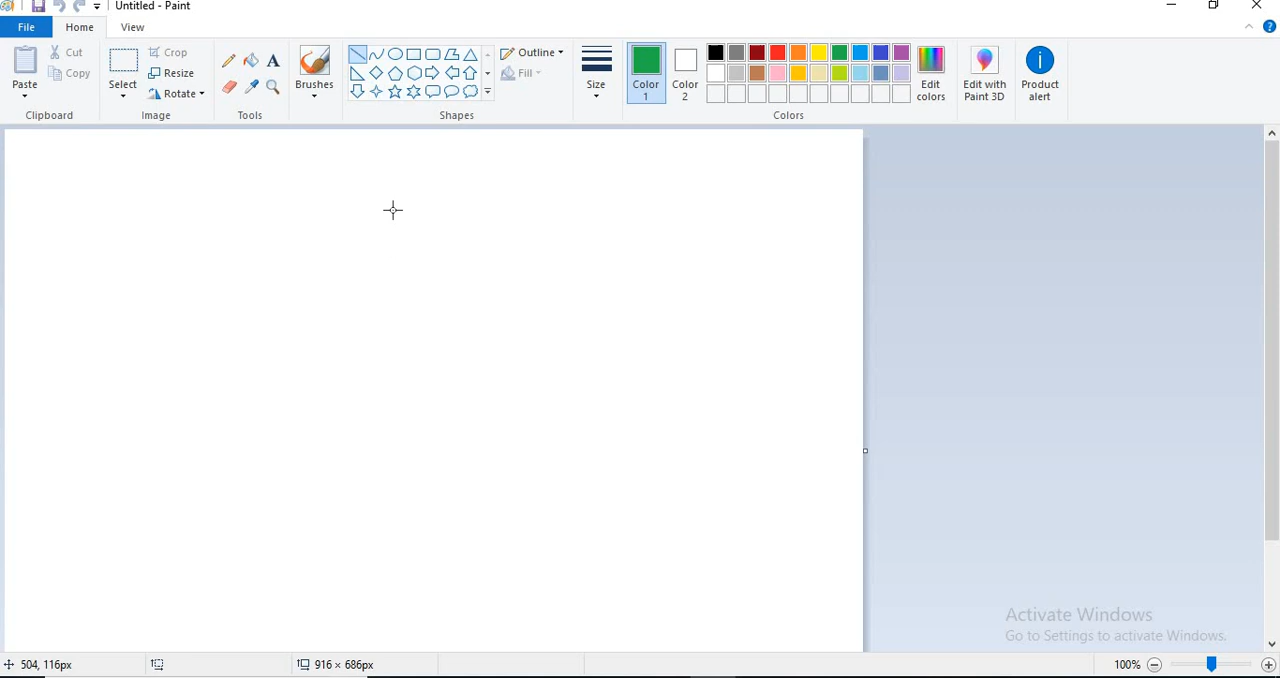 Untitled - Paint
File Home View
Paste Cut Copy Select Crop Resize Rotate A Brushes Outline Fill Size Color 1 Color 2 Edit colors Edit with Paint 3D Product alert
Clipboard Image Tools Shapes Colors
Activate Windows
Go to Settings to activate Windows.
504, 116px 916 × 686px 100%